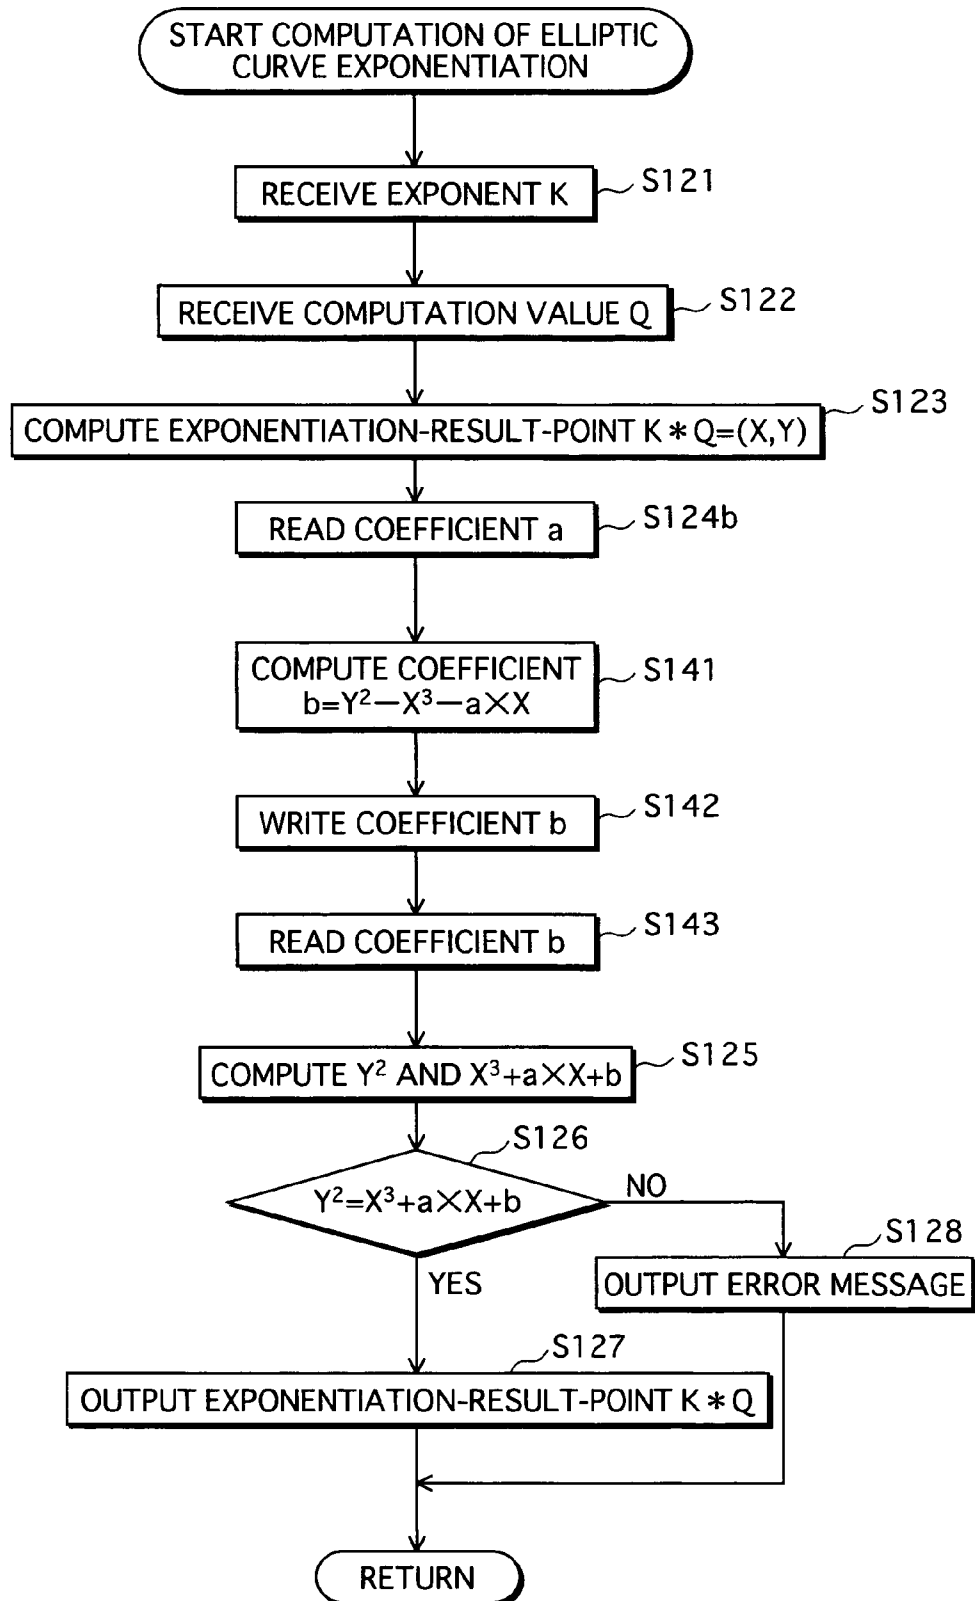 START COMPUTATION OF ELLIPTIC
CURVE EXPONENTIATION
RECEIVE EXPONENT K
S121
RECEIVE COMPUTATION VALUE Q
S122
COMPUTE EXPONENTIATION-RESULT-POINT K*Q=(X,Y)
S123
READ COEFFICIENT a
S124b
COMPUTE COEFFICIENT
b=Y²−X³−a×X
S141
WRITE COEFFICIENT b
S142
READ COEFFICIENT b
S143
COMPUTE Y² AND X³+a×X+b
S125
S126
Y²=X³+a×X+b
NO
YES
S128
OUTPUT ERROR MESSAGE
S127
OUTPUT EXPONENTIATION-RESULT-POINT K*Q
RETURN